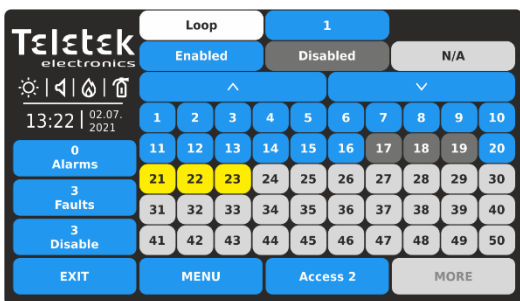 Teletek
electronics
13:22
02.07.
2021
0
Alarms
3
Faults
3
Disable
EXIT
Loop 1
Enabled Disabled N/A
1 2 3 4 5 6 7 8 9 10
11 12 13 14 15 16 17 18 19 20
21 22 23 24 25 26 27 28 29 30
31 32 33 34 35 36 37 38 39 40
41 42 43 44 45 46 47 48 49 50
MENU Access 2 MORE